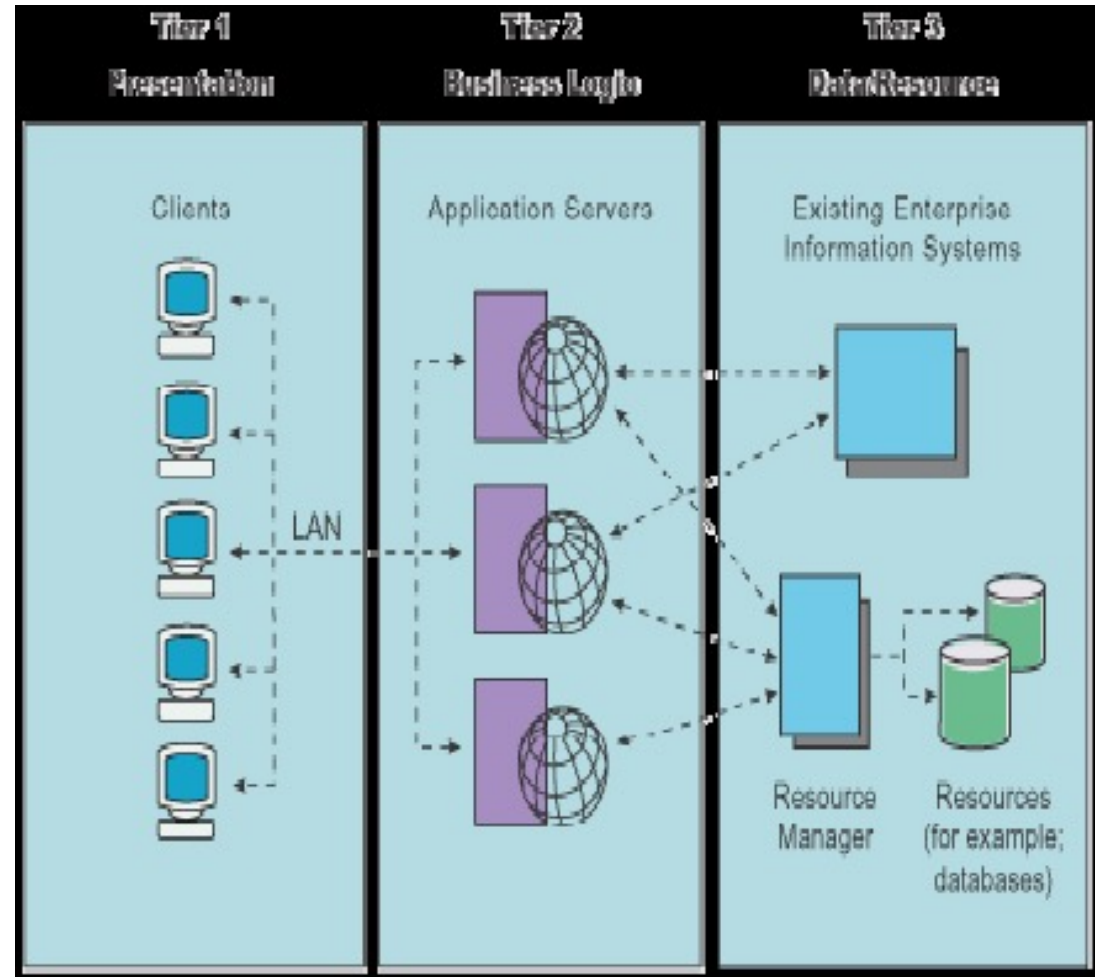 Tier 1
Presentation
Tier 2
Business Logic
Tier 3
Data/Resource
Clients
LAN
Application Servers
Existing Enterprise
Information Systems
Resource
Manager
Resources
(for example;
databases)